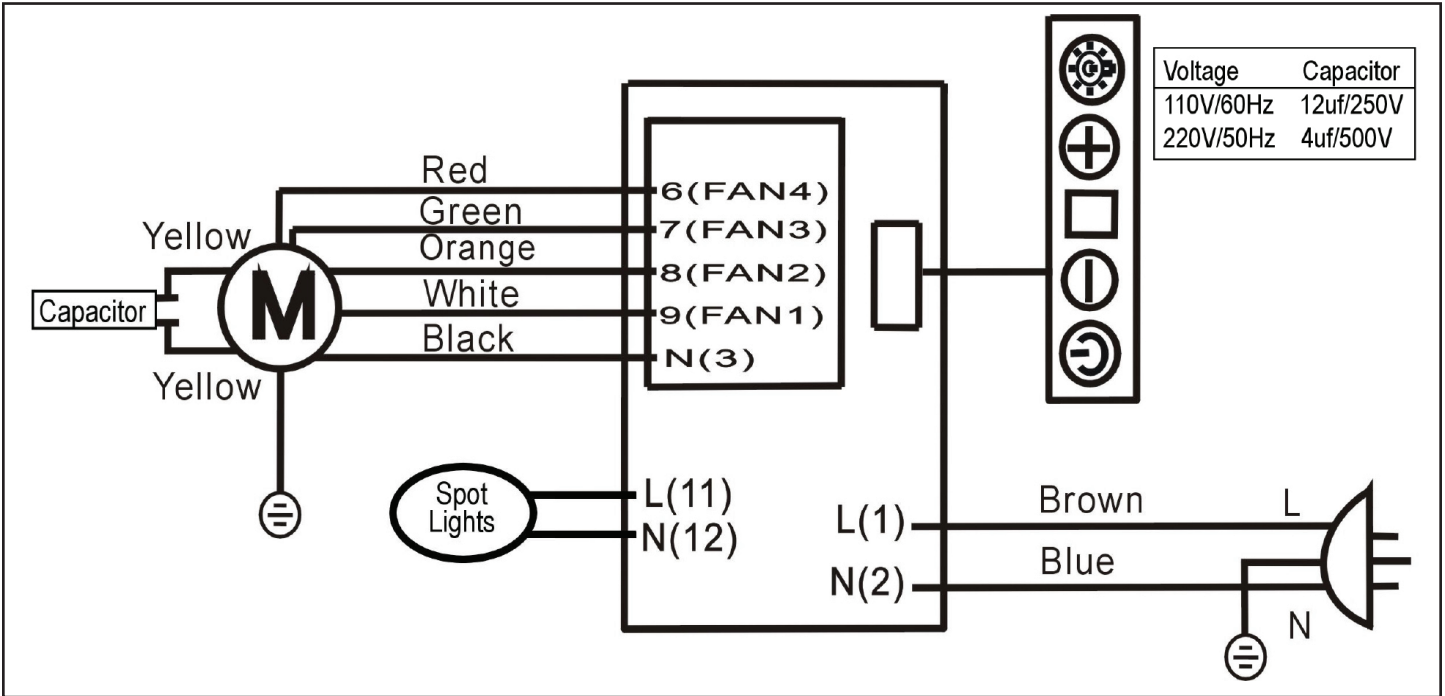 Voltage Capacitor
110V/60Hz 12uf/250V
220V/50Hz 4uf/500V
Red
6(FAN4)
Green
7(FAN3)
Yellow
Orange
8(FAN2)
White
9(FAN1)
Capacitor
M
Black
N(3)
Yellow
Spot
Lights
L(11)
N(12)
L(1)
Brown
L
N(2)
Blue
N